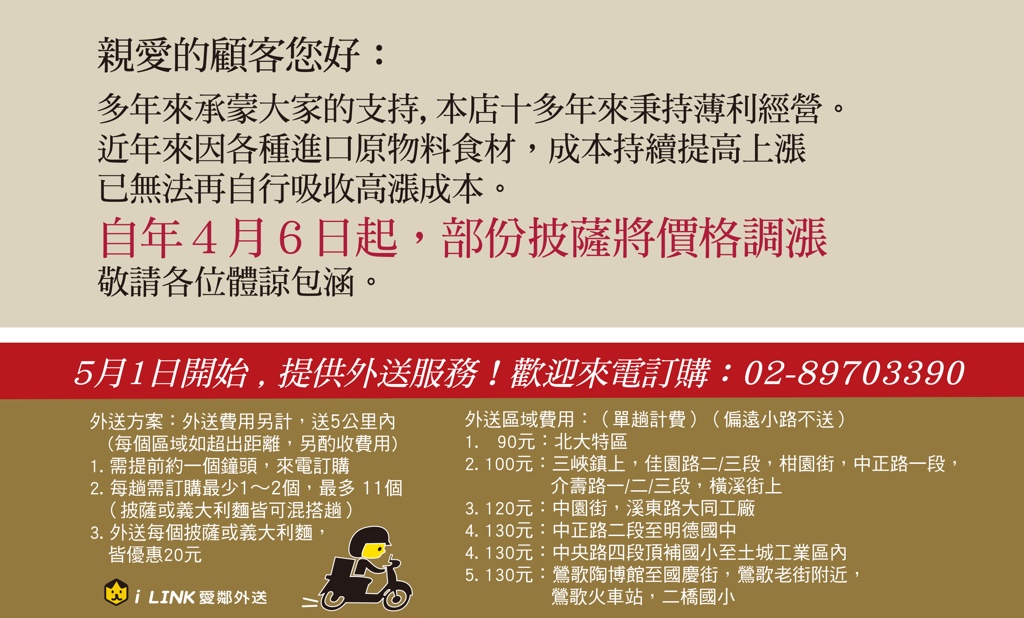 親愛的顧客您好：
多年來承蒙大家的支持, 本店十多年來秉持薄利經營。
近年來因各種進口原物料食材，成本持續提高上漲
已無法再自行吸收高漲成本。
自年4月6日起，部份披薩將價格調漲
敬請各位體諒包涵。
5月1日開始 , 提供外送服務！歡迎來電訂購：02-89703390
外送方案：外送費用另計，送5公里內
（每個區域如超出距離，另酌收費用）
1. 需提前約一個鐘頭，來電訂購
2. 每趟需訂購最少1～2個，最多 11個
（披薩或義大利麵皆可混搭趟）
3. 外送每個披薩或義大利麵，
皆優惠20元
i LINK 愛鄰外送
外送區域費用：（單趟計費）（偏遠小路不送）
1. 90元：北大特區
2. 100元：三峽鎮上，佳園路二/三段，柑園街，中正路一段，
介壽路一/二/三段，橫溪街上
3. 120元：中園街，溪東路大同工廠
4. 130元：中正路二段至明德國中
4. 130元：中央路四段頂補國小至土城工業區內
5. 130元：鶯歌陶博館至國慶街，鶯歌老街附近，
鶯歌火車站，二橋國小